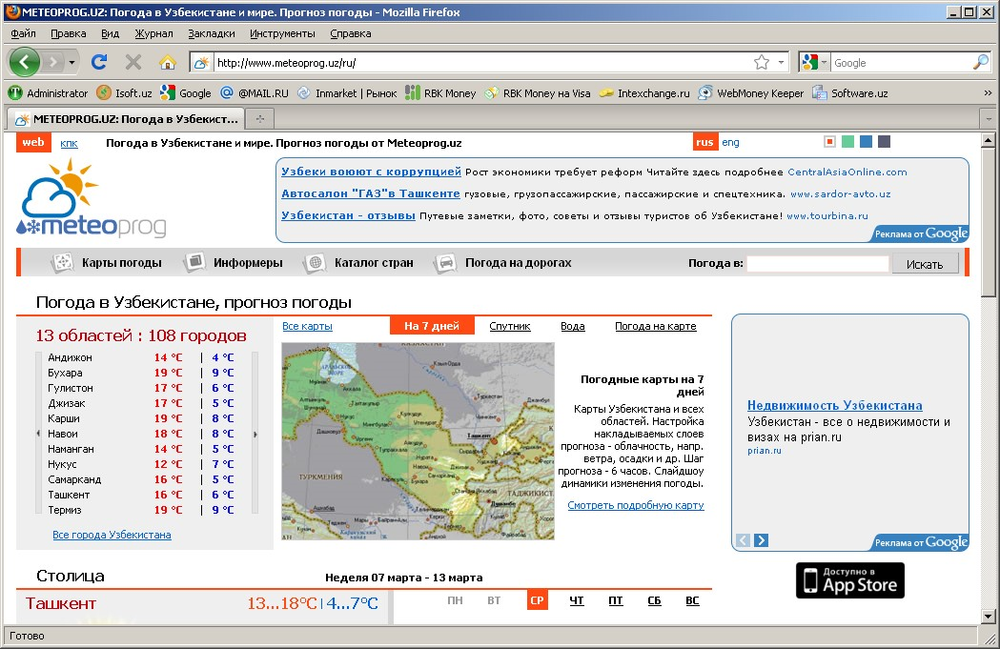 METEOPROG.UZ: Погода в Узбекистане и мире. Прогноз погоды - Mozilla Firefox
Файл Правка Вид Журнал Закладки Инструменты Справка
http://www.meteoprog.uz/ru/
Google
Administrator Isoft.uz Google @MAIL.RU Inmarket | Рынок RBK Money RBK Money на Visa Intexchange.ru WebMoney Keeper Software.uz »
METEOPROG.UZ: Погода в Узбекист...
web кпк Погода в Узбекистане и мире. Прогноз погоды от Meteoprog.uz rus eng
meteoprog
Узбеки воюют с коррупцией Рост экономики требует реформ Читайте здесь подробнее CentralAsiaOnline.com
Автосалон "ГАЗ"в Ташкенте гузовые, грузопассажирские, пассажирские и спецтехника. www.sardor-avto.uz
Узбекистан - отзывы Путевые заметки, фото, советы и отзывы туристов об Узбекистане! www.tourbina.ru
Реклама от Google
Карты погоды Информеры Каталог стран Погода на дорогах Погода в: Искать
Погода в Узбекистане, прогноз погоды
13 областей : 108 городов
Андижон 14 °C | 4 °C
Бухара 19 °C | 9 °C
Гулистон 17 °C | 6 °C
Джизак 17 °C | 5 °C
Карши 19 °C | 8 °C
Навои 18 °C | 8 °C
Наманган 14 °C | 5 °C
Нукус 12 °C | 7 °C
Самарканд 16 °C | 5 °C
Ташкент 16 °C | 6 °C
Термиз 19 °C | 9 °C
Все города Узбекистана
Все карты На 7 дней Спутник Вода Погода на карте
КАЗАХСТАН
Муйнак
Ташкент
ТУРКМЕНИЯ
ТАДЖИКИСТ
Душанбе
Погодные карты на 7
дней
Карты Узбекистана и всех
областей. Настройка
накладываемых слоев
прогноза - облачность, напр.
ветра, осадки и др. Шаг
прогноза - 6 часов. Слайдшоу
динамики изменения погоды.
Смотреть подробную карту
Недвижимость Узбекистана
Узбекистан - все о недвижимости и
визах на prian.ru
prian.ru
Реклама от Google
Доступно в
App Store
Столица Неделя 07 марта - 13 марта
Ташкент 13...18°C | 4...7°C ПН ВТ СР ЧТ ПТ СБ ВС
Готово